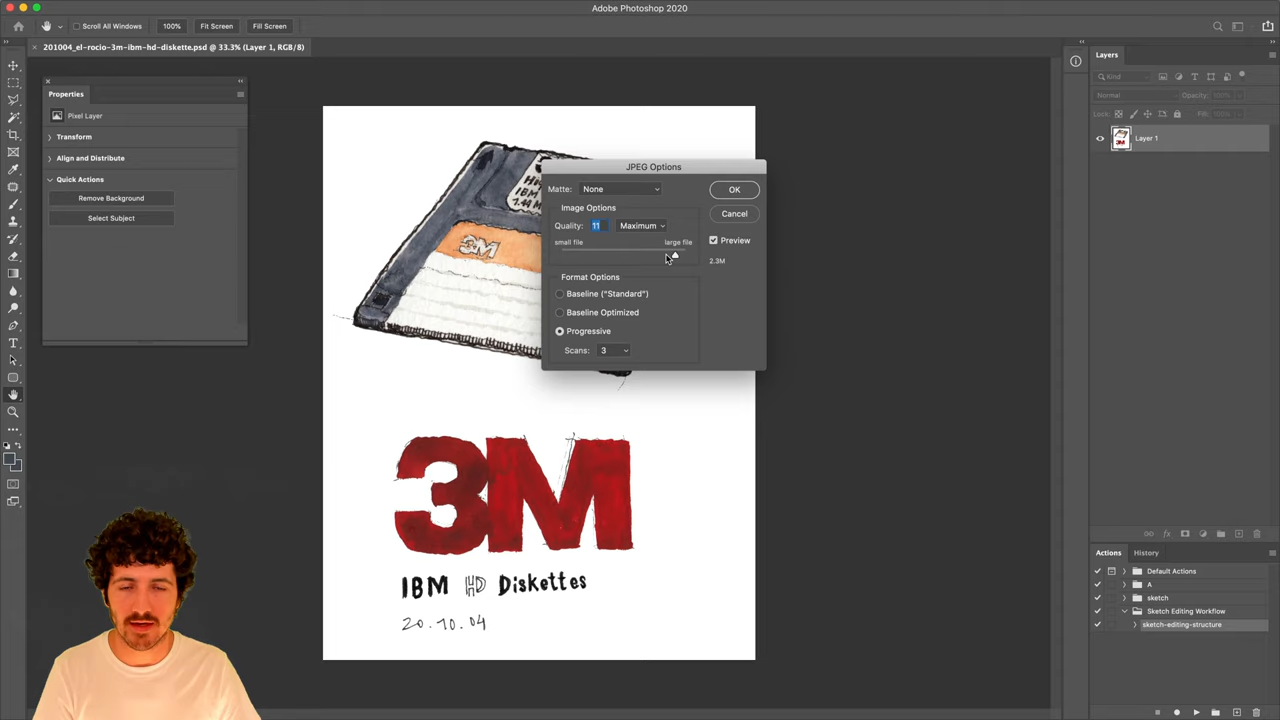 Adobe Photoshop 2020
Scroll All Windows
100%
Fit Screen
Fill Screen
201004_el-rocio-3m-ibm-hd-diskette.psd @ 33.3% (Layer 1, RGB/8)
Properties
Pixel Layer
Transform
Align and Distribute
Quick Actions
Remove Background
Select Subject
3M
3M
IBM HD Diskettes
20.10.04
JPEG Options
Matte: None
OK
Image Options
Cancel
Quality: 11 Maximum
Preview
small file large file
2.3M
Format Options
Baseline ("Standard")
Baseline Optimized
Progressive
Scans: 3
Layers
Kind
Normal
Opacity: 100%
Lock:
Fill: 100%
Layer 1
Actions
History
Default Actions
A
sketch
Sketch Editing Workflow
sketch-editing-structure